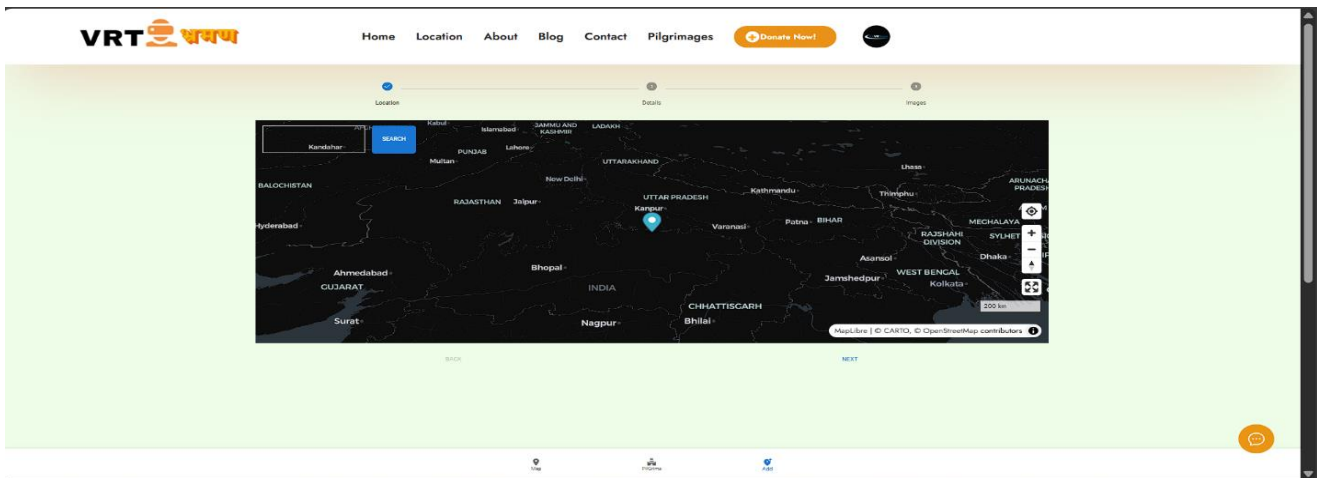 VRT भ्रमण
Home Location About Blog Contact Pilgrimages Donate Now!
Location Details Images
SEARCH
Kabul
Islamabad
JAMMU AND KASHMIR
LADAKH
Kandahar
PUNJAB
Lahore
Multan
UTTARAKHAND
Lhasa
New Delhi
BALOCHISTAN
RAJASTHAN
Jaipur
UTTAR PRADESH
Kanpur
Kathmandu
Thimphu
Hyderabad
Varanasi
Patna
BIHAR
MEGHALAYA
RAJSHAHI DIVISION
SYLHET
Asansol
Dhaka
Ahmedabad
Bhopal
Jamshedpur
WEST BENGAL
Kolkata
GUJARAT
INDIA
CHHATTISGARH
200 km
Surat
Nagpur
Bhilai
MapLibre | © CARTO, © OpenStreetMap contributors
BACK NEXT
Map
Add